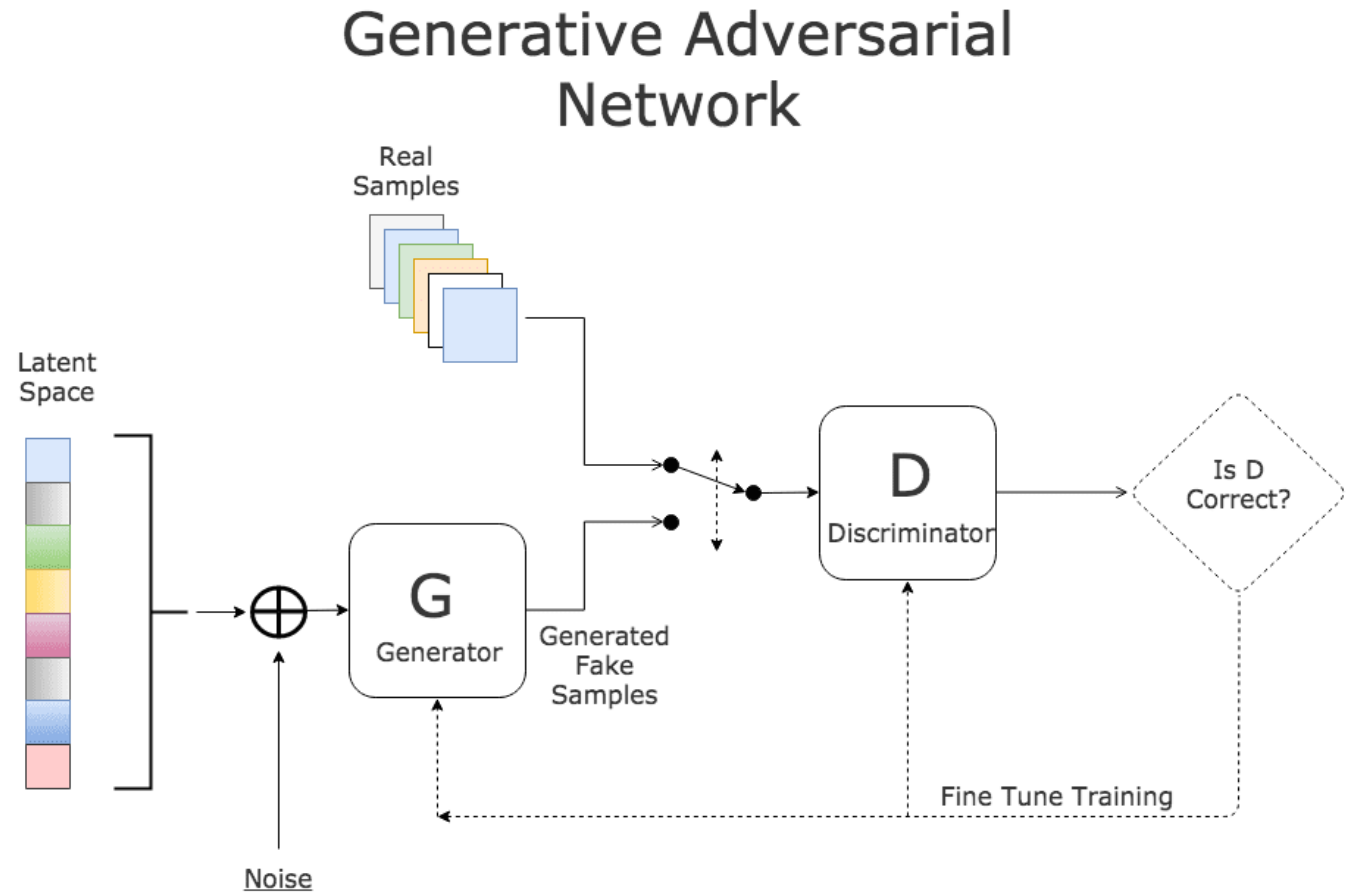 Generative Adversarial
Network
Real
Samples
Latent
Space
Is D
Correct?
D
Discriminator
G
Generator
Generated
Fake
Samples
Fine Tune Training
Noise